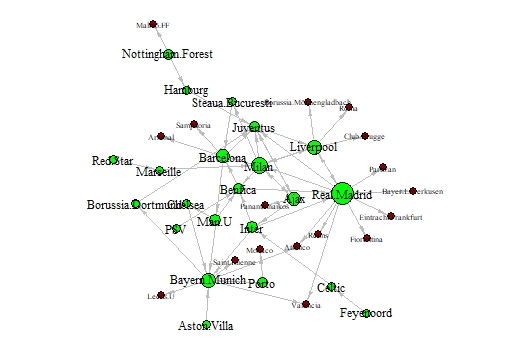 Malmo.FF
Nottingham.Forest
Hamburg
Steaua.Bucuresti
Borussia.Monchengladbach
Roma
Sampdoria
Juventus
Arsenal
Liverpool
Club.Brugge
Red.Star
Marseille
Barcelona
Milan
Partizan
Benfica
Real.Madrid
Bayer.Leverkusen
Borussia.Dortmund
Chelsea
Panathinaikos
Ajax
Man.U
Eintracht.Frankfurt
PSV
Inter
Reims
Fiorentina
Monaco
Atletico
Saint.Etienne
Bayern.Munich
Porto
Celtic
Leeds.U
Valencia
Feyenoord
Aston.Villa